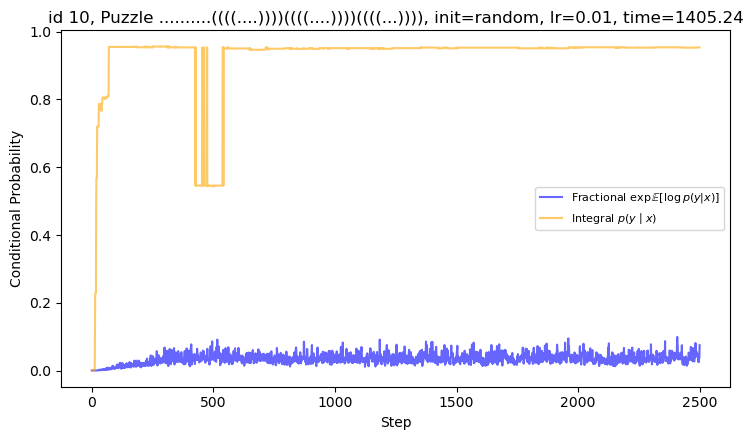 id 10, Puzzle ..........((((....))))((((....))))((((...)))), init=random, lr=0.01, time=1405.24
1.0
0.8
0.6
0.4
0.2
0.0
Conditional Probability
Fractional exp𝔼[log p(y|x)]
Integral p(y | x)
0
500
1000
1500
2000
2500
Step